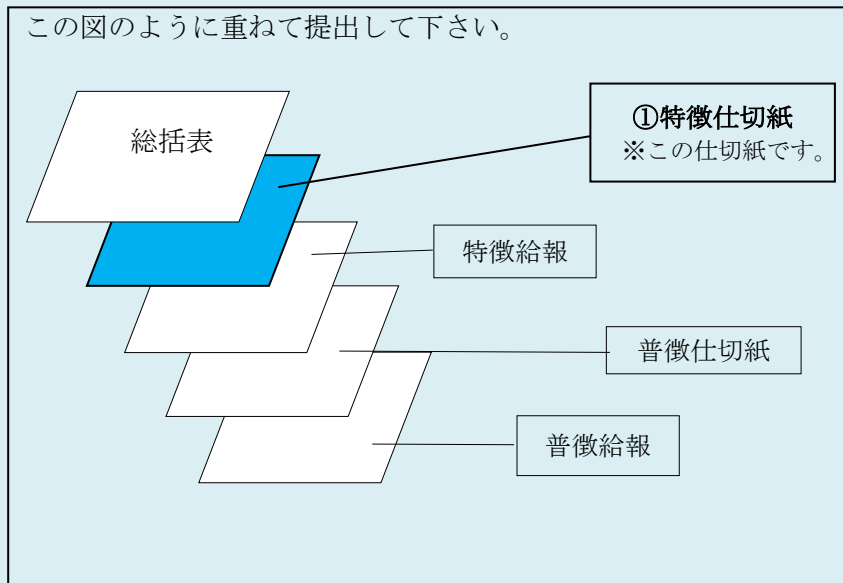 この図のように重ねて提出して下さい。
総括表
①特徴仕切紙
※この仕切紙です。
特徴給報
普徴仕切紙
普徴給報